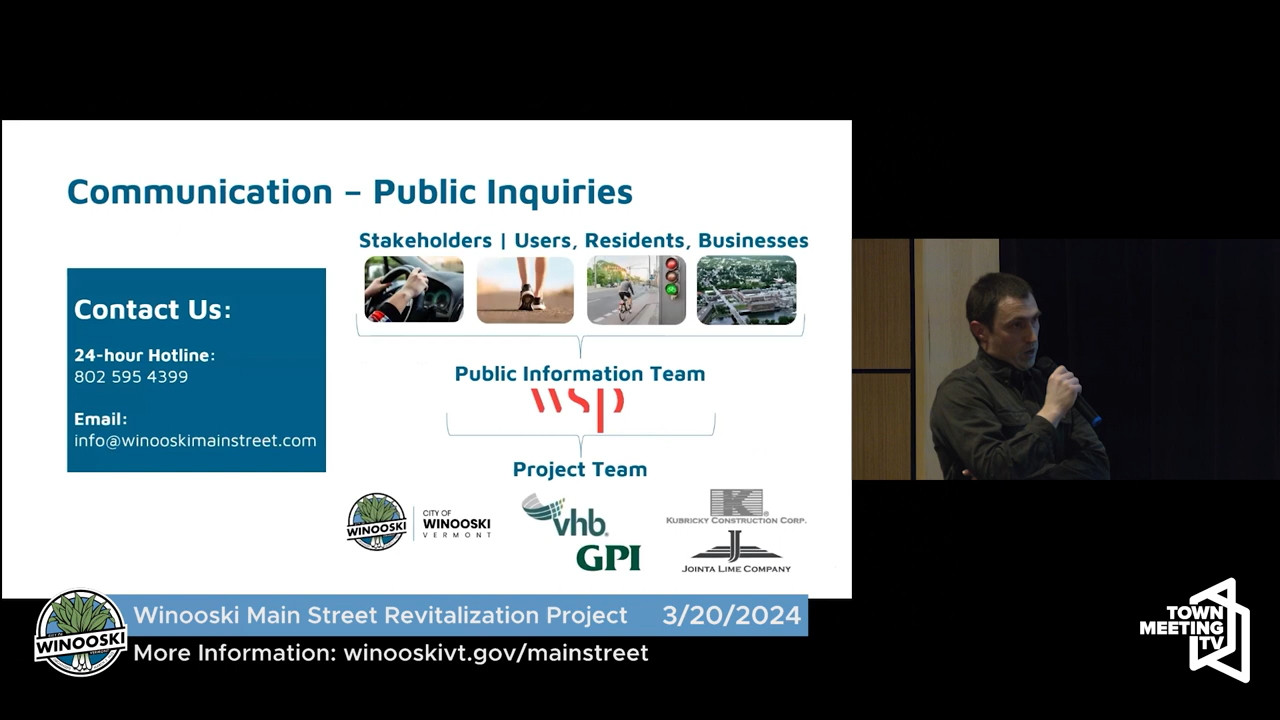 Communication – Public Inquiries
Stakeholders | Users, Residents, Businesses
Contact Us:
24-hour Hotline:
802 595 4399
Email:
info@winooskimainstreet.com
Public Information Team
wsp
Project Team
WINOOSKI
CITY OF
WINOOSKI
VERMONT
vhb
GPI
K
KUBRICKY CONSTRUCTION CORP.
J
JOINTA LIME COMPANY
WINOOSKI
Winooski Main Street Revitalization Project 3/20/2024
More Information: winooskivt.gov/mainstreet
TOWN
MEETING
TV